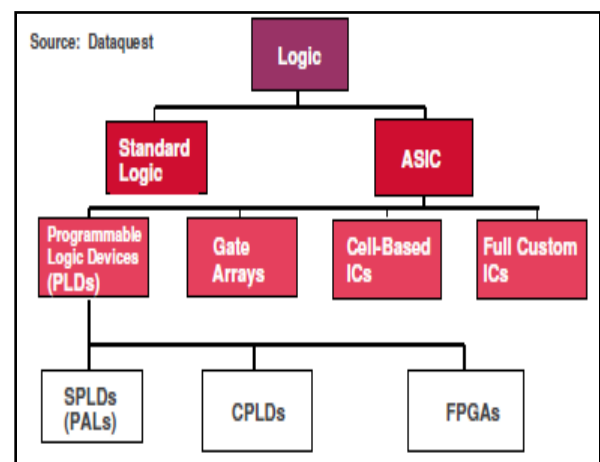 Source: Dataquest
Logic
Standard
Logic
ASIC
Programmable
Logic Devices
(PLDs)
Gate
Arrays
Cell-Based
ICs
Full Custom
ICs
SPLDs
(PALs)
CPLDs
FPGAs